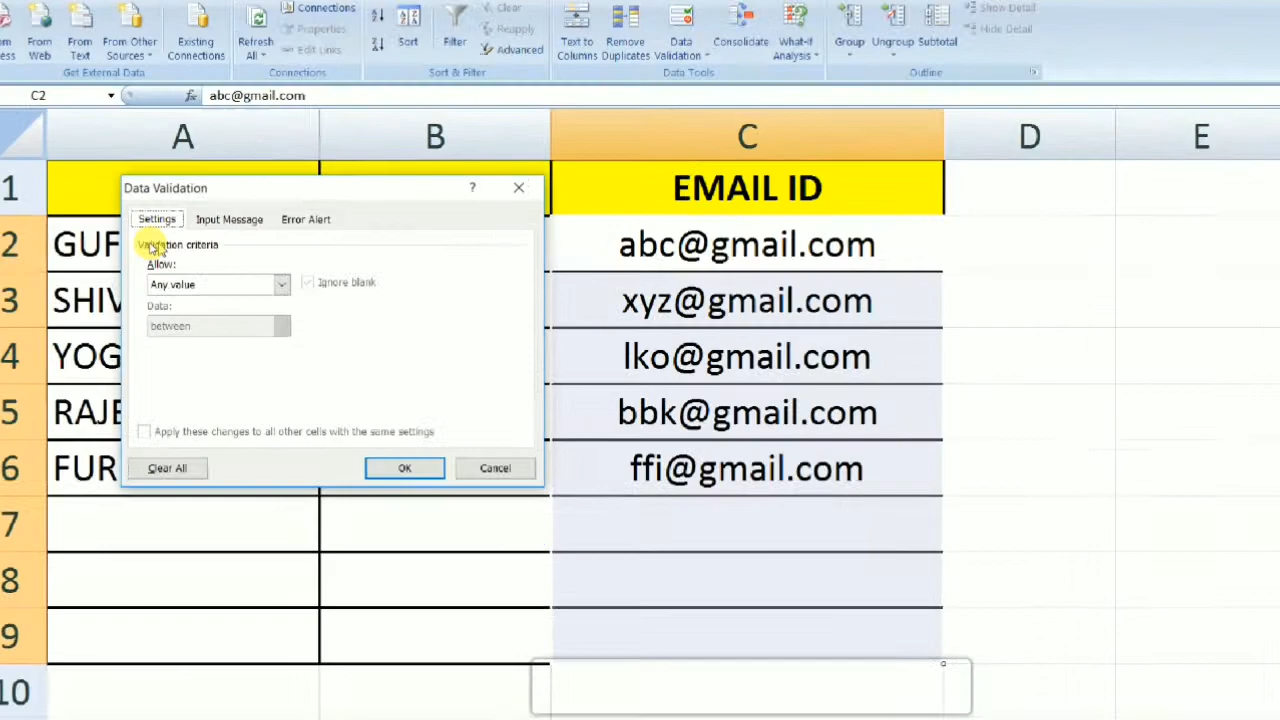 Connections
Clear
Show Detail
Properties
Reapply
Hide Detail
Edit Links
Advanced
From Web
From Text
From Other Sources
Existing Connections
Refresh All
Sort
Filter
Text to Columns
Remove Duplicates
Data Validation
Consolidate
What-If Analysis
Group
Ungroup
Subtotal
Get External Data
Connections
Sort & Filter
Data Tools
Outline
C2
fx
abc@gmail.com
A B C D E
1 EMAIL ID
2 GUF abc@gmail.com
3 SHIV xyz@gmail.com
4 YOG lko@gmail.com
5 RAJE bbk@gmail.com
6 FUR ffi@gmail.com
7
8
9
10
Data Validation ?
Settings Input Message Error Alert
Validation criteria
Allow:
Any value Ignore blank
Data:
between
Apply these changes to all other cells with the same settings
Clear All OK Cancel